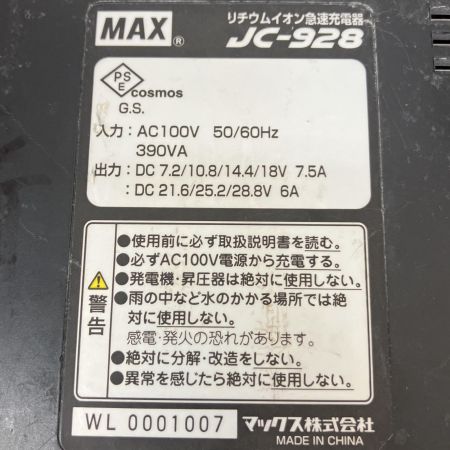 MAX®
リチウムイオン急速充電器
JC-928
PS
E
cosmos
G.S.
入力：AC100V 50/60Hz
390VA
出力：DC 7.2/10.8/14.4/18V 7.5A
：DC 21.6/25.2/28.8V 6A
警告
●使用前に必ず取扱説明書を読む。
●必ずAC100V電源から充電する。
●発電機・昇圧器は絶対に使用しない。
●雨の中など水のかかる場所では絶
対に使用しない。
感電・発火の恐れがあります。
●絶対に分解・改造をしない。
●異常を感じたら絶対に使用しない。
WL 0001007
マックス株式会社
MADE IN CHINA